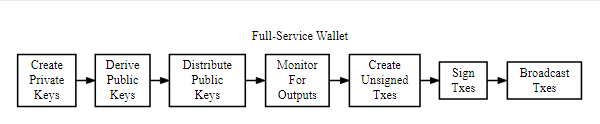 Full-Service Wallet
Create
Private
Keys
Derive
Public
Keys
Distribute
Public
Keys
Monitor
For
Outputs
Create
Unsigned
Txes
Sign
Txes
Broadcast
Txes